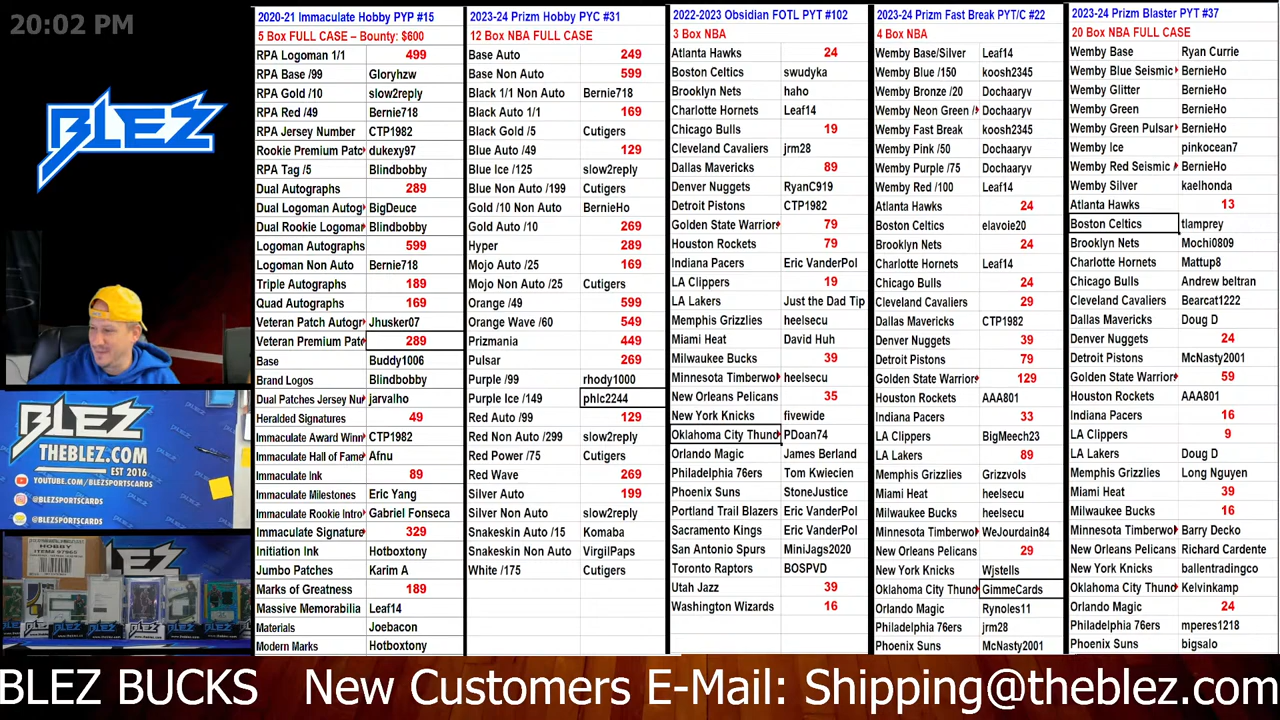 20:02 PM
BLEZ
BLEZ
THEBLEZ.COM
EST 2016
YOUTUBE.COM/BLEZSPORTSCARDS
@BLEZSPORTSCARDS
@BLEZSPORTSCARDS
HOBBY
2020-21 Immaculate Hobby PYP #15
5 Box FULL CASE – Bounty: $600
RPA Logoman 1/1 499
RPA Base /99 Gloryhzw
RPA Gold /10 slow2reply
RPA Red /49 Bernie718
RPA Jersey Number CTP1982
Rookie Premium Patc dukexy97
RPA Tag /5 Blindbobby
Dual Autographs 289
Dual Logoman Autog BigDeuce
Dual Rookie Logoma Blindbobby
Logoman Autographs 599
Logoman Non Auto Bernie718
Triple Autographs 189
Quad Autographs 169
Veteran Patch Autogr Jhusker07
Veteran Premium Pat 289
Base Buddy1006
Brand Logos Blindbobby
Dual Patches Jersey Nu jarvalho
Heralded Signatures 49
Immaculate Award Winn CTP1982
Immaculate Hall of Fame Afnu
Immaculate Ink 89
Immaculate Milestones Eric Yang
Immaculate Rookie Intro Gabriel Fonseca
Immaculate Signature 329
Initiation Ink Hotboxtony
Jumbo Patches Karim A
Marks of Greatness 189
Massive Memorabilia Leaf14
Materials Joebacon
Modern Marks Hotboxtony
2023-24 Prizm Hobby PYC #31
12 Box NBA FULL CASE
Base Auto 249
Base Non Auto 599
Black 1/1 Non Auto Bernie718
Black Auto 1/1 169
Black Gold /5 Cutigers
Blue Auto /49 129
Blue Ice /125 slow2reply
Blue Non Auto /199 Cutigers
Gold /10 Non Auto BernieHo
Gold Auto /10 269
Hyper 289
Mojo Auto /25 169
Mojo Non Auto /25 Cutigers
Orange /49 599
Orange Wave /60 549
Prizmania 449
Pulsar 269
Purple /99 rhody1000
Purple Ice /149 phlc2244
Red Auto /99 129
Red Non Auto /299 slow2reply
Red Power /75 Cutigers
Red Wave 269
Silver Auto 199
Silver Non Auto slow2reply
Snakeskin Auto /15 Komaba
Snakeskin Non Auto VirgilPaps
White /175 Cutigers
2022-2023 Obsidian FOTL PYT #102
3 Box NBA
Atlanta Hawks 24
Boston Celtics swudyka
Brooklyn Nets haho
Charlotte Hornets Leaf14
Chicago Bulls 19
Cleveland Cavaliers jrm28
Dallas Mavericks 89
Denver Nuggets RyanC919
Detroit Pistons CTP1982
Golden State Warrior 79
Houston Rockets 79
Indiana Pacers Eric VanderPol
LA Clippers 19
LA Lakers Just the Dad Tip
Memphis Grizzlies heelsecu
Miami Heat David Huh
Milwaukee Bucks 39
Minnesota Timberwo heelsecu
New Orleans Pelicans 35
New York Knicks fivewide
Oklahoma City Thund PDoan74
Orlando Magic James Berland
Philadelphia 76ers Tom Kwiecien
Phoenix Suns StoneJustice
Portland Trail Blazers Eric VanderPol
Sacramento Kings Eric VanderPol
San Antonio Spurs MiniJags2020
Toronto Raptors BOSPVD
Utah Jazz 39
Washington Wizards 16
2023-24 Prizm Fast Break PYT/C #22
4 Box NBA
Wemby Base/Silver Leaf14
Wemby Blue /150 koosh2345
Wemby Bronze /20 Dochaaryv
Wemby Neon Green / Dochaaryv
Wemby Fast Break koosh2345
Wemby Pink /50 Dochaaryv
Wemby Purple /75 Dochaaryv
Wemby Red /100 Leaf14
Atlanta Hawks 24
Boston Celtics elavoie20
Brooklyn Nets 24
Charlotte Hornets Leaf14
Chicago Bulls 24
Cleveland Cavaliers 29
Dallas Mavericks CTP1982
Denver Nuggets 39
Detroit Pistons 79
Golden State Warrior 129
Houston Rockets AAA801
Indiana Pacers 33
LA Clippers BigMeech23
LA Lakers 89
Memphis Grizzlies Grizzvols
Miami Heat heelsecu
Milwaukee Bucks heelsecu
Minnesota Timberwo WeJourdain84
New Orleans Pelicans 29
New York Knicks Wjstells
Oklahoma City Thund GimmeCards
Orlando Magic Rynoles11
Philadelphia 76ers jrm28
Phoenix Suns McNasty2001
2023-24 Prizm Blaster PYT #37
20 Box NBA FULL CASE
Wemby Base Ryan Currie
Wemby Blue Seismic BernieHo
Wemby Glitter BernieHo
Wemby Green BernieHo
Wemby Green Pulsar BernieHo
Wemby Ice pinkocean7
Wemby Red Seismic BernieHo
Wemby Silver kaelhonda
Atlanta Hawks 13
Boston Celtics tlamprey
Brooklyn Nets Mochi0809
Charlotte Hornets Mattup8
Chicago Bulls Andrew beltran
Cleveland Cavaliers Bearcat1222
Dallas Mavericks Doug D
Denver Nuggets 24
Detroit Pistons McNasty2001
Golden State Warrior 59
Houston Rockets AAA801
Indiana Pacers 16
LA Clippers 9
LA Lakers Doug D
Memphis Grizzlies Long Nguyen
Miami Heat 39
Milwaukee Bucks 16
Minnesota Timberwo Barry Decko
New Orleans Pelicans Richard Cardente
New York Knicks ballentradingco
Oklahoma City Thund Kelvinkamp
Orlando Magic 24
Philadelphia 76ers mperes1218
Phoenix Suns bigsalo
BLEZ BUCKS New Customers E-Mail: Shipping@theblez.com